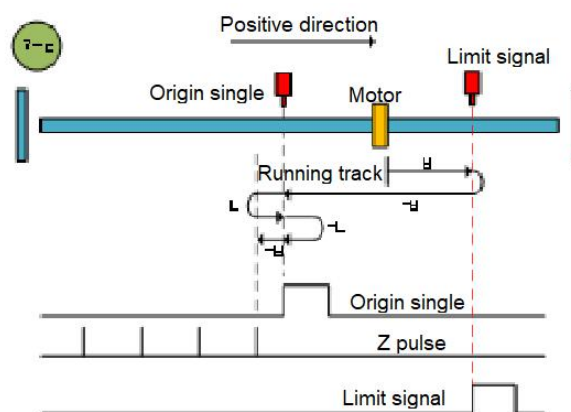 Positive direction
Limit signal
Origin single
Motor
Running track
Origin single
Z pulse
Limit signal